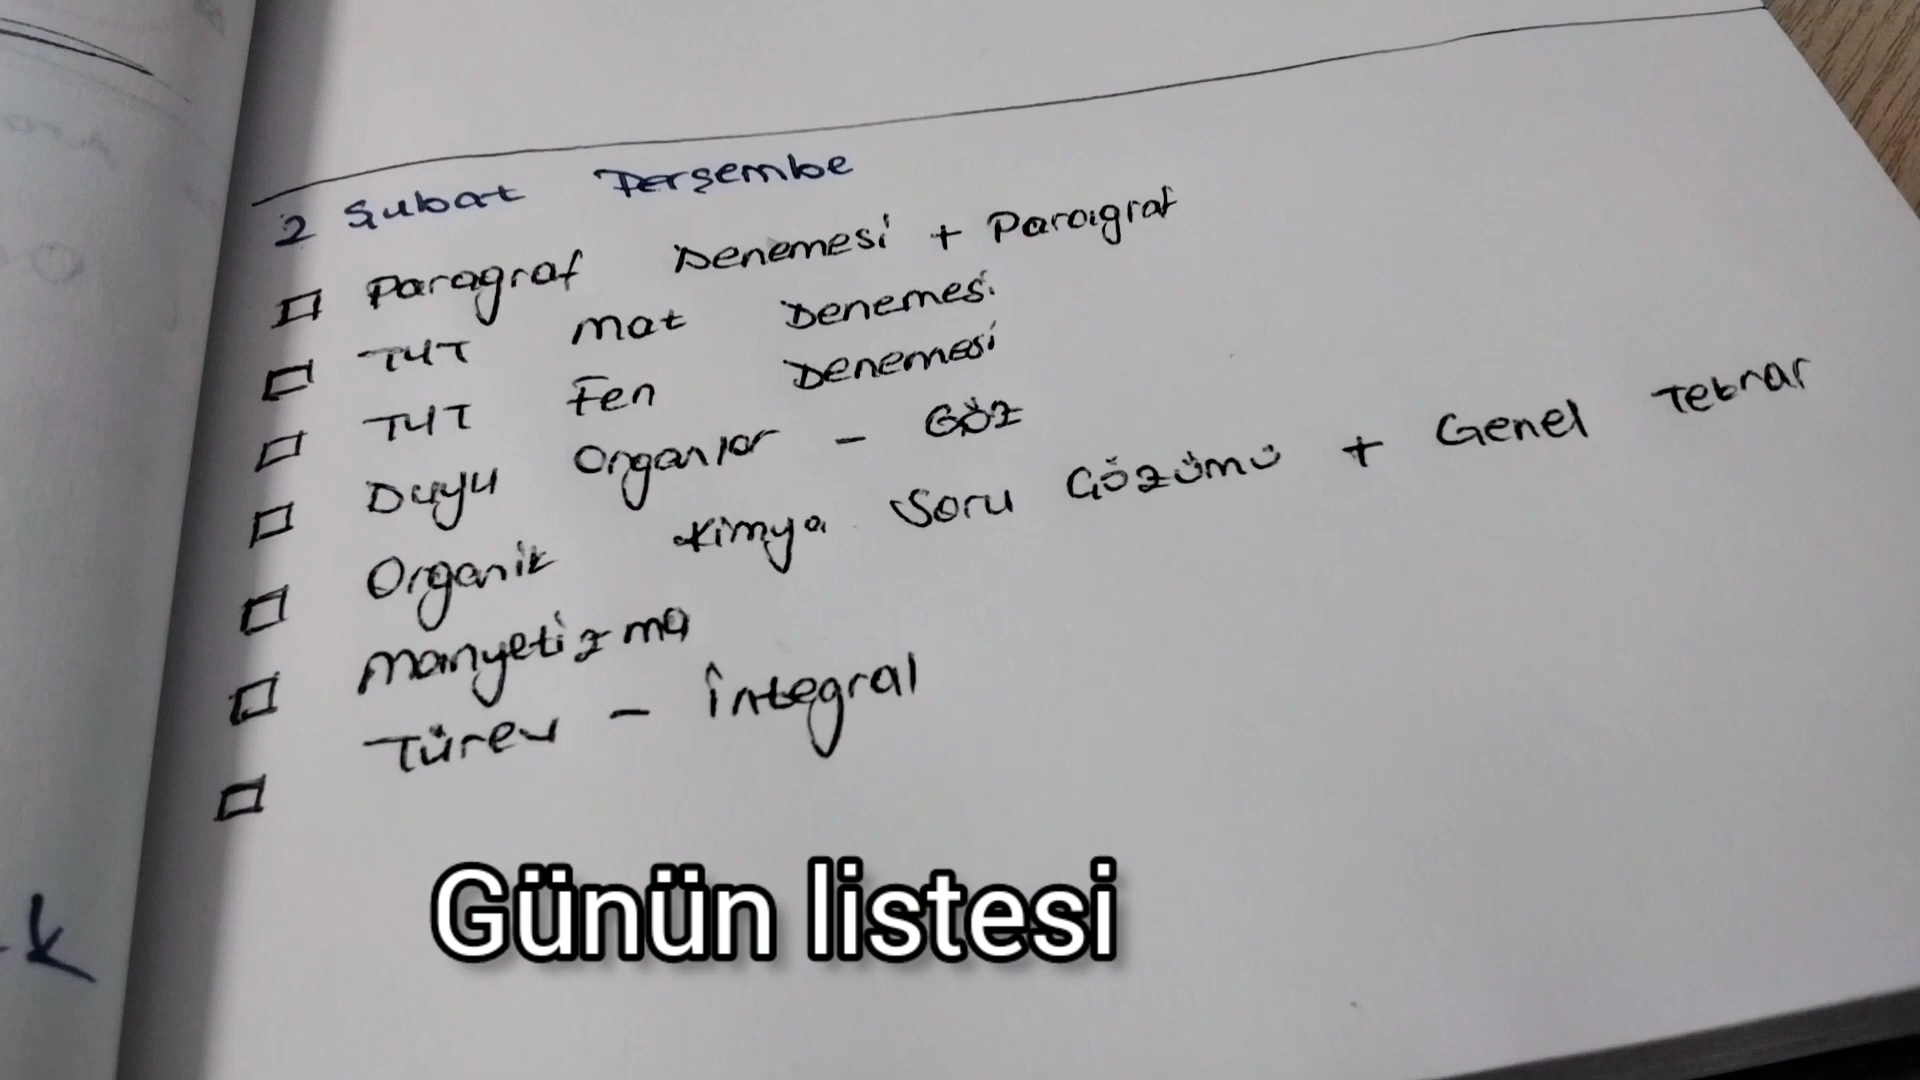 2 Şubat Perşembe
Paragraf Denemesi + Paragraf
TYT Mat Denemesi
TYT Fen Denemesi
Duyu Organlar - Göz
Organik Kimya Soru Çözümü + Genel Tekrar
Manyetizma
Türev - İntegral
Günün listesi
k